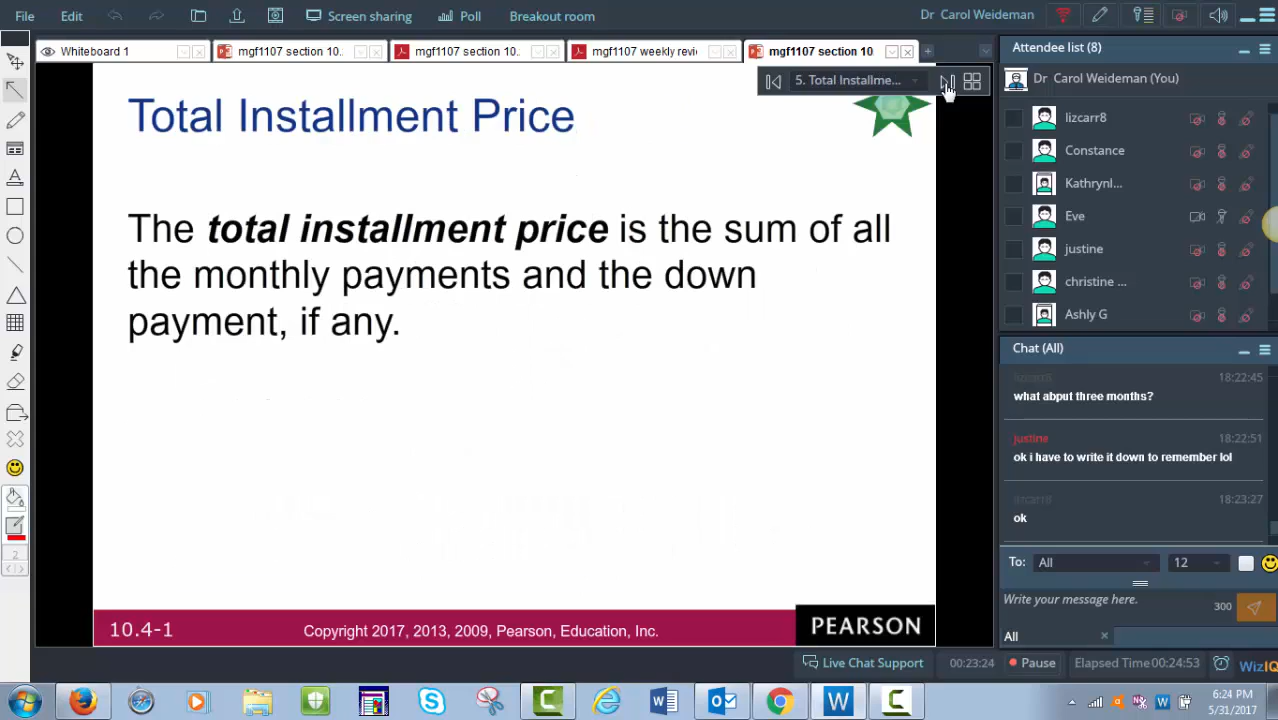 File Edit Screen sharing Poll Breakout room Dr Carol Weideman
Whiteboard 1 mgf1107 section 10.. mgf1107 section 10... mgf1107 weekly revi mgf1107 section 10
5. Total Installme...
Total Installment Price
The total installment price is the sum of all
the monthly payments and the down
payment, if any.
10.4-1 Copyright 2017, 2013, 2009, Pearson, Education, Inc. PEARSON
Attendee list (8)
Dr Carol Weideman (You)
lizcarr8
Constance
Kathrynl...
Eve
justine
christine ...
Ashly G
Chat (All)
lizcarr8 18:22:45
what abput three months?
justine 18:22:51
ok i have to write it down to remember lol
lizcarr8 18:23:27
ok
To: All 12
Write your message here. 300
All
2
Live Chat Support 00:23:24 Pause Elapsed Time 00:24:53 WizIQ
6:24 PM
5/31/2017